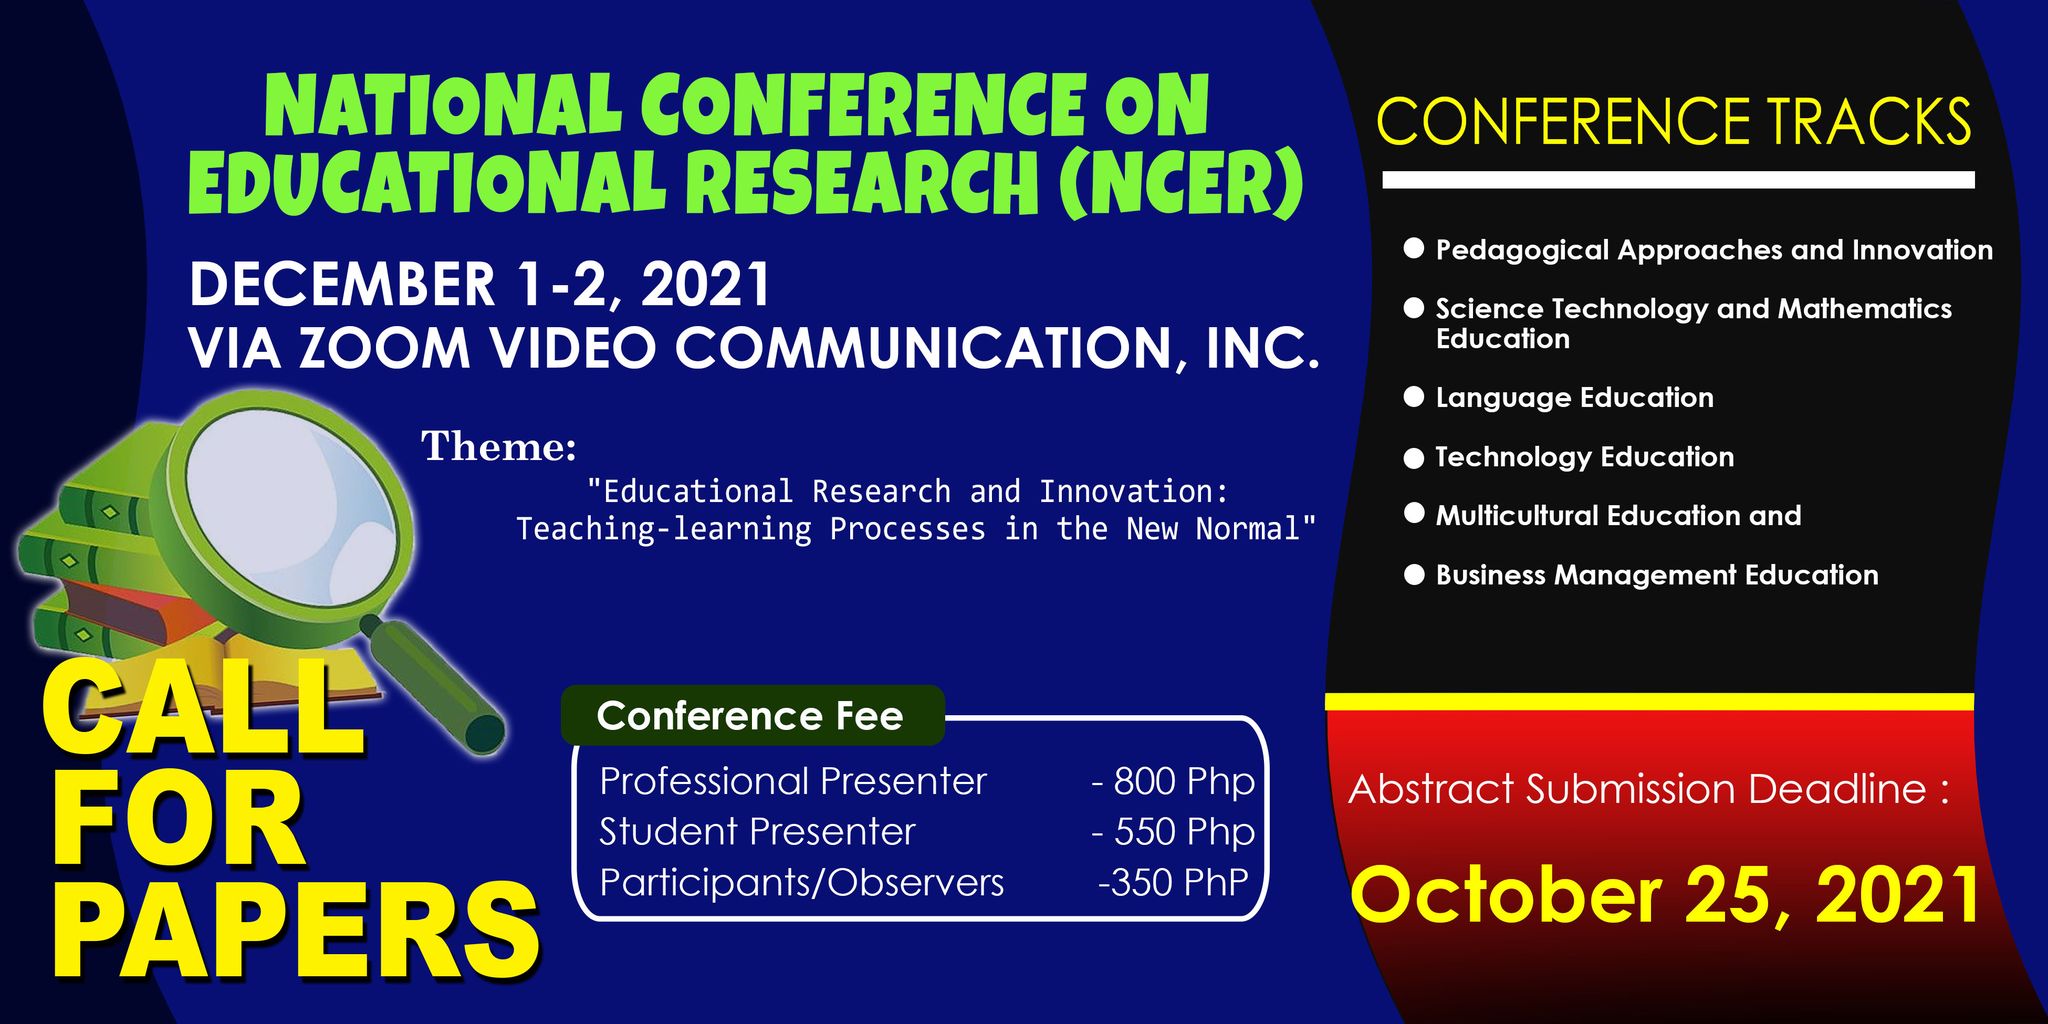 NATIONAL CONFERENCE ON
EDUCATIONAL RESEARCH (NCER)
DECEMBER 1-2, 2021
VIA ZOOM VIDEO COMMUNICATION, INC.
Theme:
"Educational Research and Innovation:
Teaching-learning Processes in the New Normal"
CALL
FOR
PAPERS
Conference Fee
Professional Presenter - 800 Php
Student Presenter - 550 Php
Participants/Observers -350 PhP
CONFERENCE TRACKS
● Pedagogical Approaches and Innovation
● Science Technology and Mathematics
Education
● Language Education
● Technology Education
● Multicultural Education and
● Business Management Education
Abstract Submission Deadline :
October 25, 2021